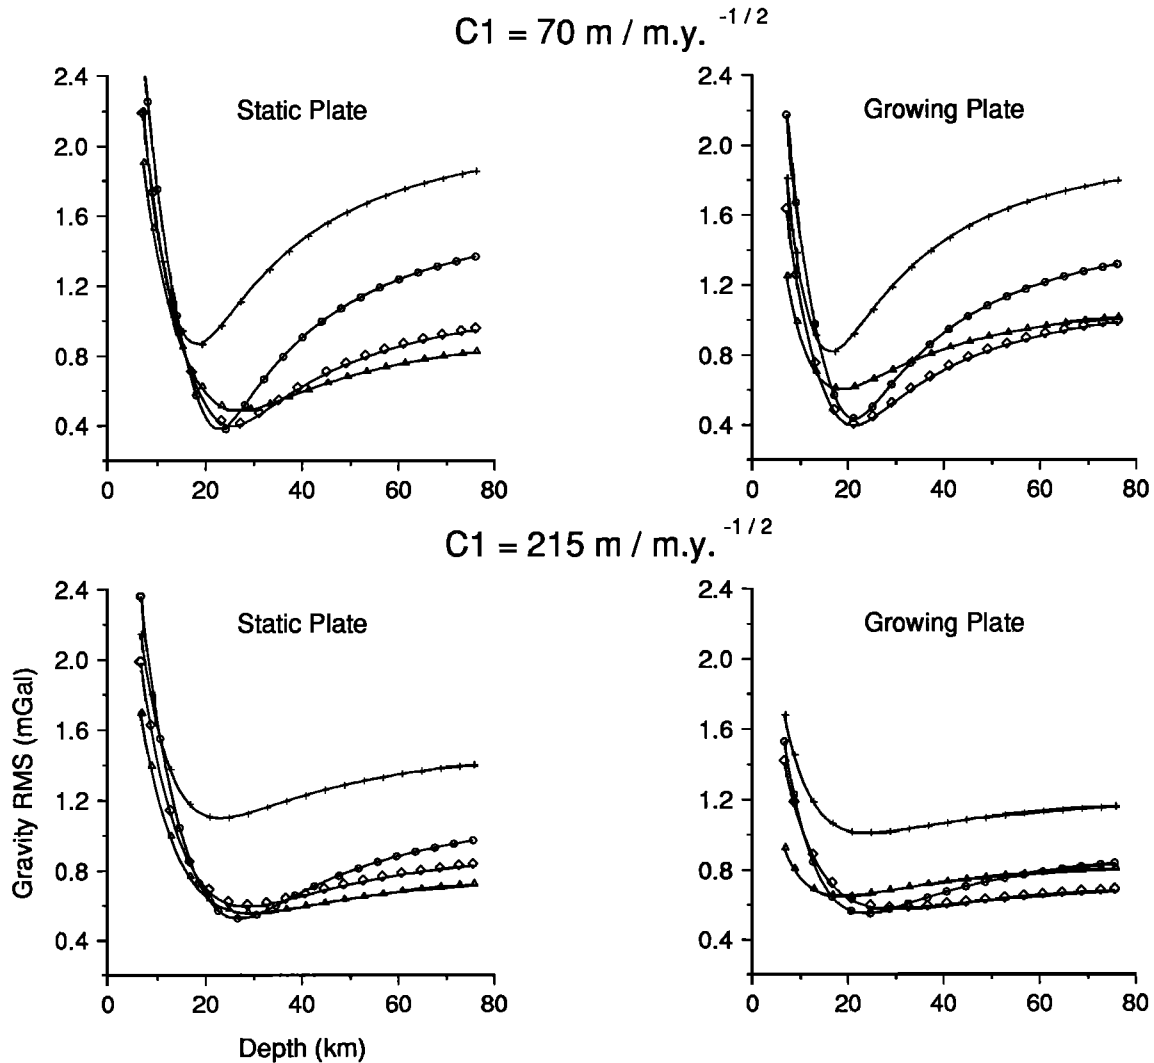 C1 = 70 m / m.y. -1/2
Static Plate
Growing Plate
2.4
2.0
1.6
1.2
0.8
0.4
0 20 40 60 80
2.4
2.0
1.6
1.2
0.8
0.4
0 20 40 60 80
C1 = 215 m / m.y. -1/2
Static Plate
Growing Plate
Gravity RMS (mGal)
2.4
2.0
1.6
1.2
0.8
0.4
0 20 40 60 80
Depth (km)
2.4
2.0
1.6
1.2
0.8
0.4
0 20 40 60 80